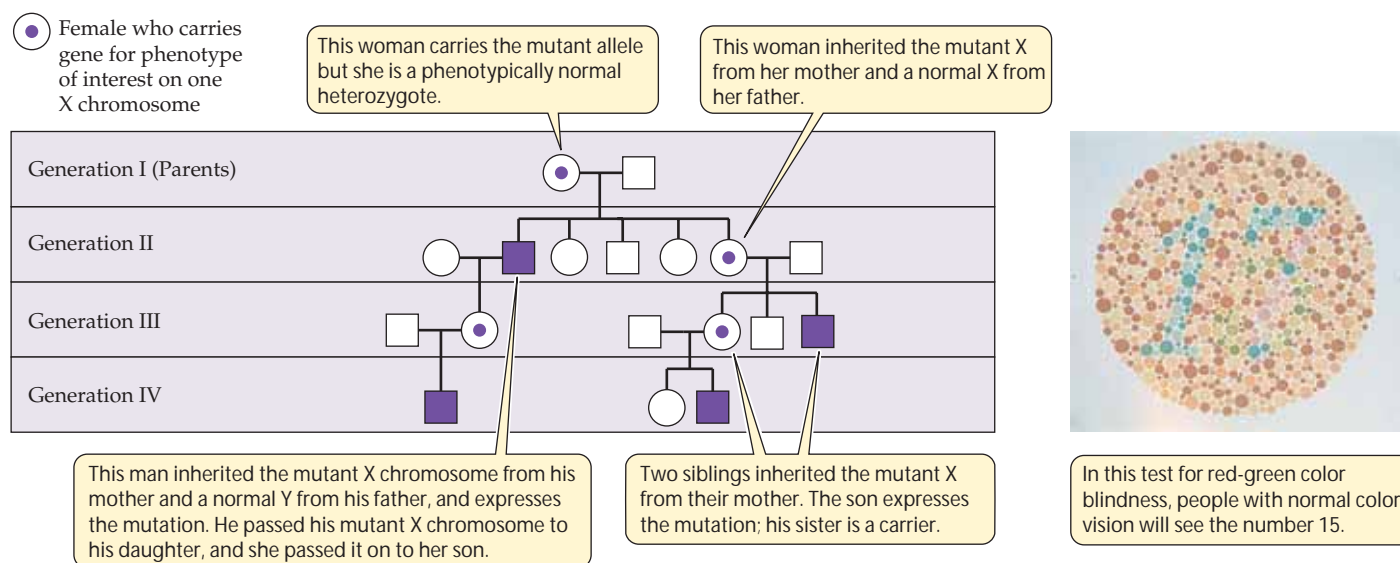 Female who carries
gene for phenotype
of interest on one
X chromosome
This woman carries the mutant allele
but she is a phenotypically normal
heterozygote.
This woman inherited the mutant X
from her mother and a normal X from
her father.
Generation I (Parents)
Generation II
Generation III
Generation IV
This man inherited the mutant X chromosome from his
mother and a normal Y from his father, and expresses
the mutation. He passed his mutant X chromosome to
his daughter, and she passed it on to her son.
Two siblings inherited the mutant X
from their mother. The son expresses
the mutation; his sister is a carrier.
15
In this test for red-green color
blindness, people with normal color
vision will see the number 15.